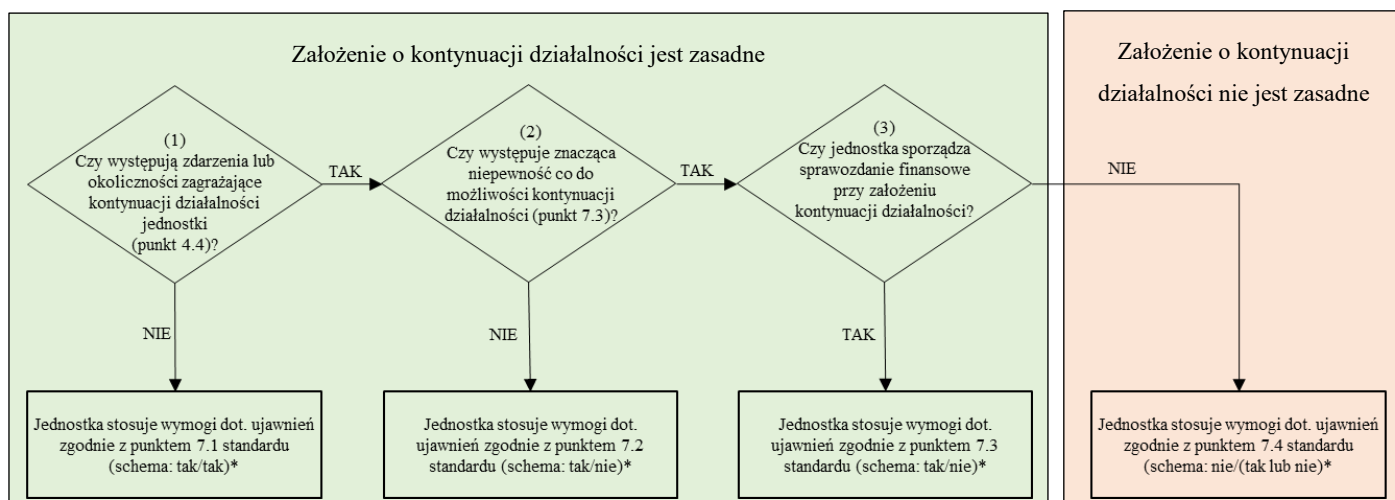 Założenie o kontynuacji działalności jest zasadne
Założenie o kontynuacji
działalności nie jest zasadne
(1)
Czy występują zdarzenia lub
okoliczności zagrażające
kontynuacji działalności
jednostki
(punkt 4.4)?
TAK
(2)
Czy występuje znacząca
niepewność co do
możliwości kontynuacji
działalności (punkt 7.3)?
TAK
(3)
Czy jednostka sporządza
sprawozdanie finansowe
przy założeniu
kontynuacji działalności?
NIE
NIE
NIE
TAK
Jednostka stosuje wymogi dot. ujawnień
zgodnie z punktem 7.1 standardu
(schema: tak/tak)*
Jednostka stosuje wymogi dot.
ujawnień zgodnie z punktem 7.2
standardu (schema: tak/nie)*
Jednostka stosuje wymogi dot.
ujawnień zgodnie z punktem 7.3
standardu (schema: tak/nie)*
Jednostka stosuje wymogi dot. ujawnień
zgodnie z punktem 7.4 standardu
(schema: nie/(tak lub nie)*